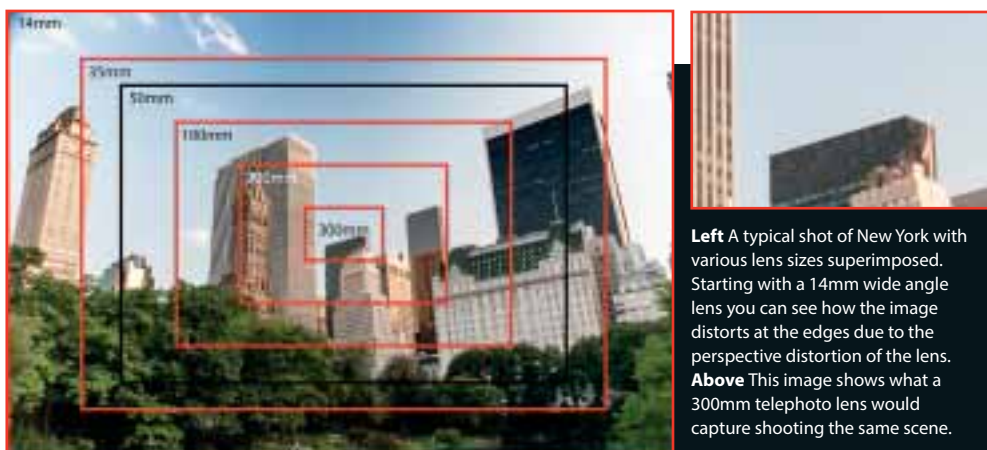 14mm
35mm
50mm
100mm
200mm
300mm
Left A typical shot of New York with
various lens sizes superimposed.
Starting with a 14mm wide angle
lens you can see how the image
distorts at the edges due to the
perspective distortion of the lens.
Above This image shows what a
300mm telephoto lens would
capture shooting the same scene.